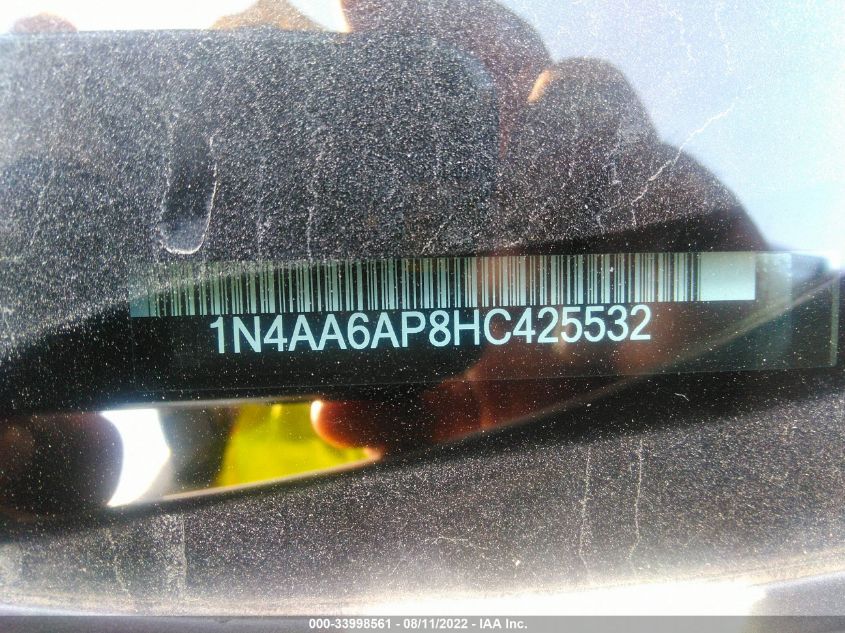 1N4AA6AP8HC425532
000-33998561 - 08/11/2022 - IAA Inc.